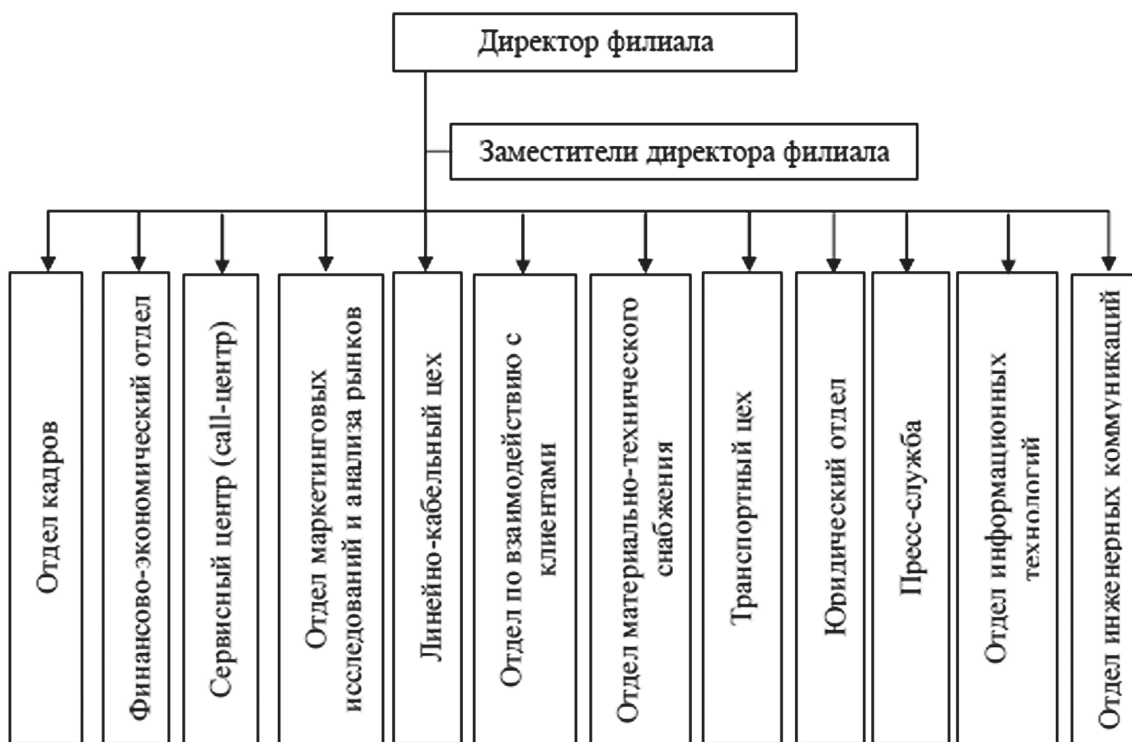 Директор филиала
Заместители директора филиала
Отдел кадров
Финансово-экономический отдел
Сервисный центр (call-центр)
Отдел маркетинговых
исследований и анализа рынков
Линейно-кабельный цех
Отдел по взаимодействию с
клиентами
Отдел материально-технического
снабжения
Транспортный цех
Юридический отдел
Пресс-служба
Отдел информационных
технологий
Отдел инженерных коммуникаций